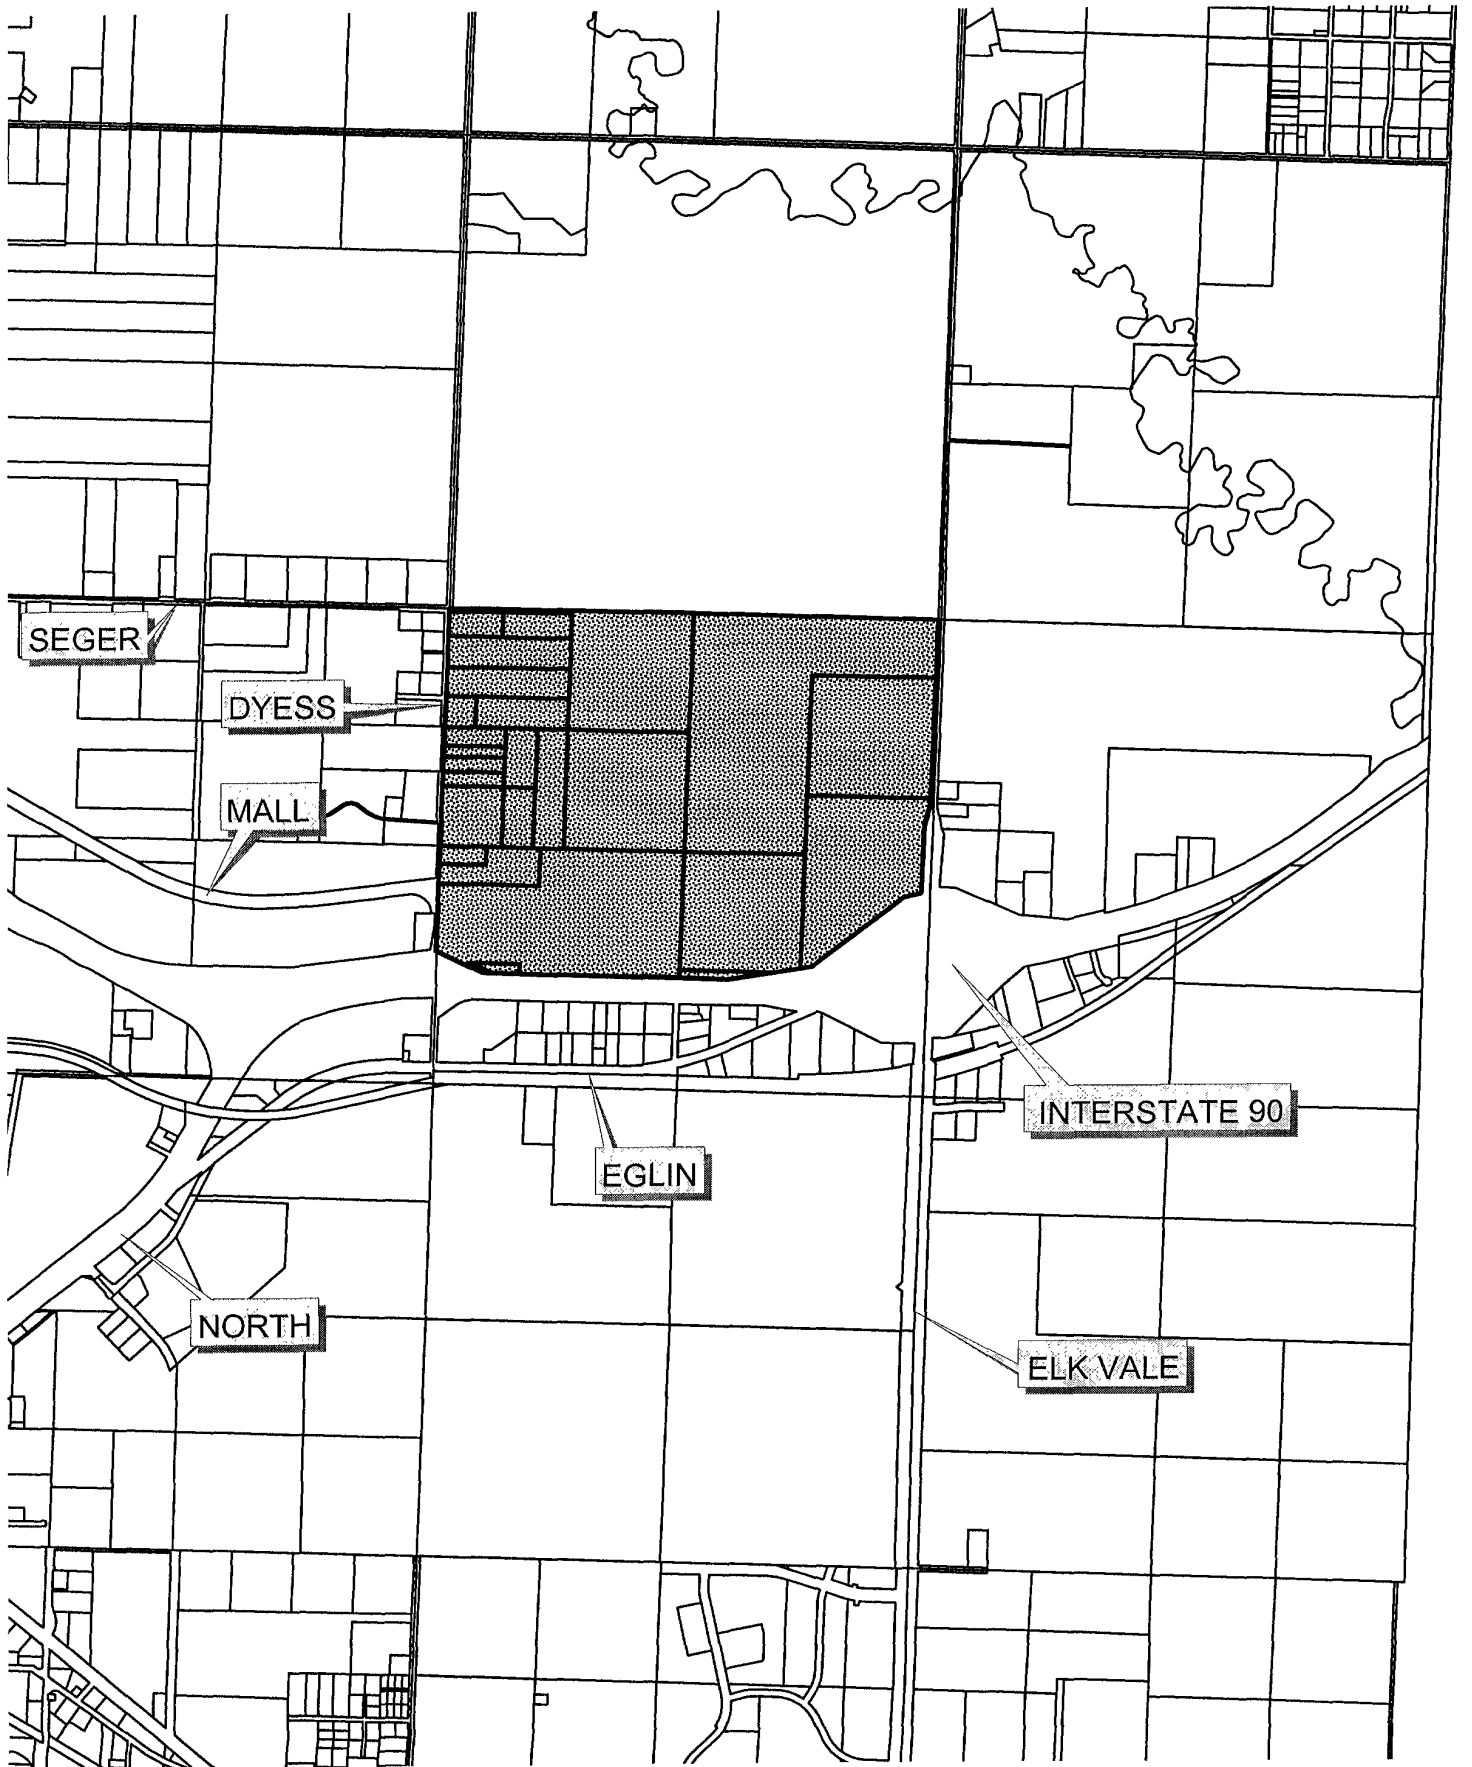 SEGER
DYESS
MALL
INTERSTATE 90
EGLIN
NORTH
ELK VALE